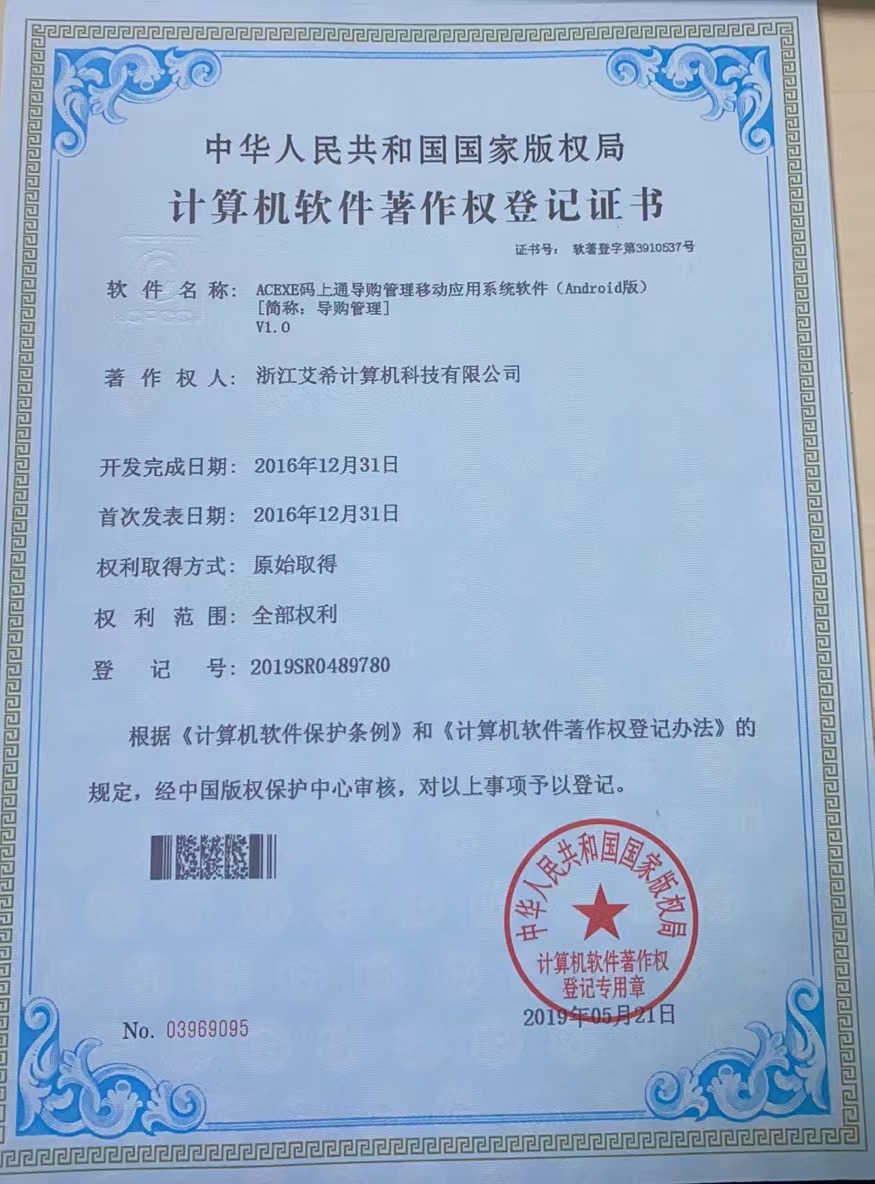 中华人民共和国国家版权局
计算机软件著作权登记证书
证书号： 软著登字第3910537号
软件名称： ACEXE码上通导购管理移动应用系统软件（Android版）
[简称：导购管理]
V1.0
著作权人： 浙江艾希计算机科技有限公司
开发完成日期： 2016年12月31日
首次发表日期： 2016年12月31日
权利取得方式： 原始取得
权利范围： 全部权利
登记号： 2019SR0489780
根据《计算机软件保护条例》和《计算机软件著作权登记办法》的
规定，经中国版权保护中心审核，对以上事项予以登记。
中华人民共和国国家版权局
计算机软件著作权
登记专用章
2019年05月21日
No. 03969095